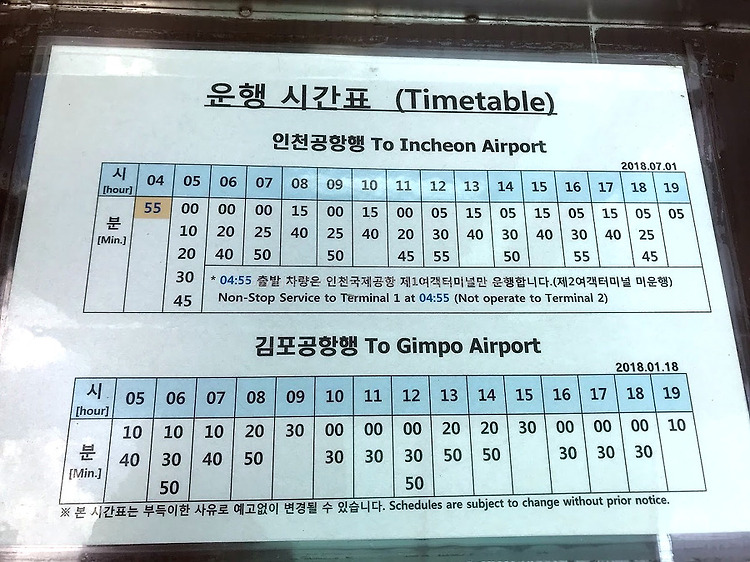 운행 시간표 (Timetable)
인천공항행 To Incheon Airport
2018.07.01
시 [hour] 04 05 06 07 08 09 10 11 12 13 14 15 16 17 18 19
분 [Min.] 55 00 00 00 15 00 15 00 05 05 05 05 05 05 05 05
10 20 25 40 25 40 20 30 40 30 40 30 40 25
20 40 50 50 45 55 50 55 45
30
45
* 04:55 출발 차량은 인천국제공항 제1여객터미널만 운행합니다.(제2여객터미널 미운행)
Non-Stop Service to Terminal 1 at 04:55 (Not operate to Terminal 2)
김포공항행 To Gimpo Airport
2018.01.18
시 [hour] 05 06 07 08 09 10 11 12 13 14 15 16 17 18 19
분 [Min.] 10 10 10 20 30 00 00 00 20 20 30 00 00 00 10
40 30 40 50 30 30 30 50 50 30 30 30
50 50
※ 본 시간표는 부득이한 사유로 예고없이 변경될 수 있습니다. Schedules are subject to change without prior notice.